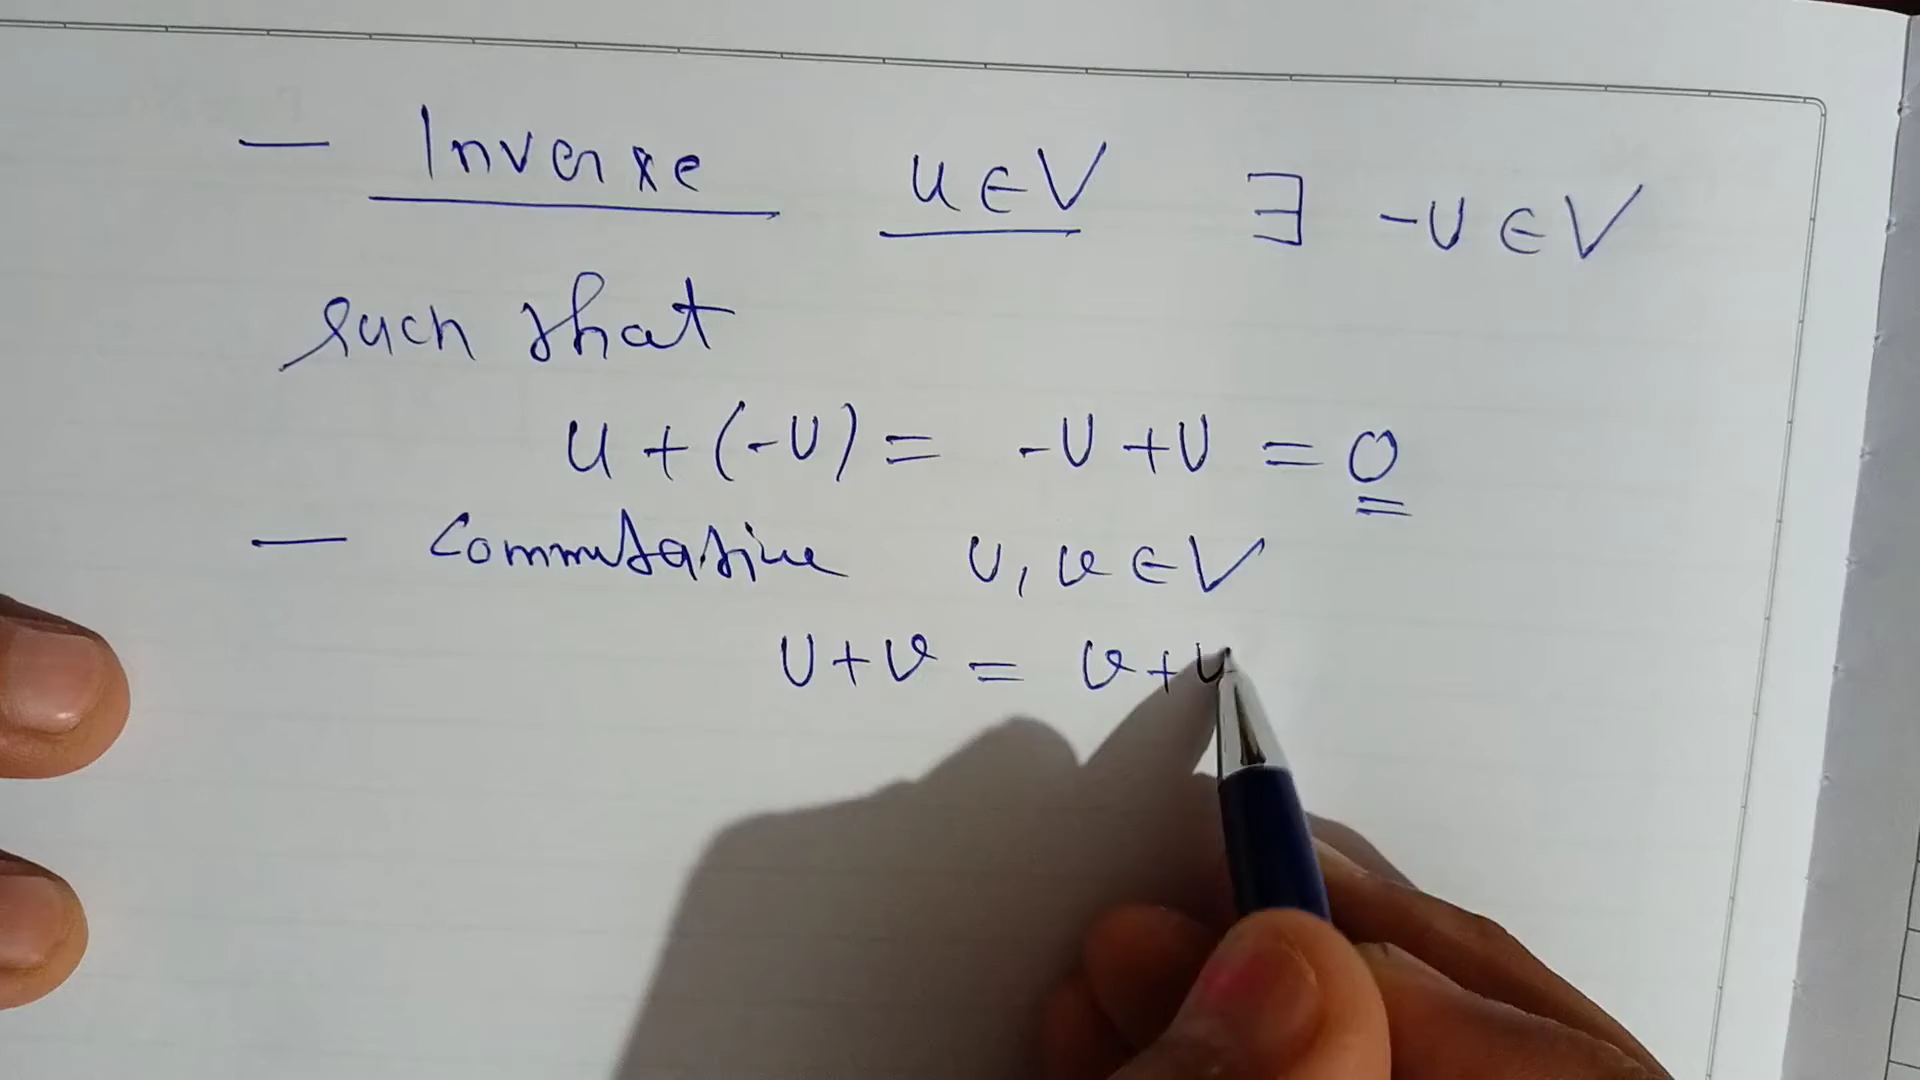 — Inverse u∈V ∃ -u∈V
such that
u + (-u) = -u + u = 0
— Commutative u, v ∈ V
u + v = v + u